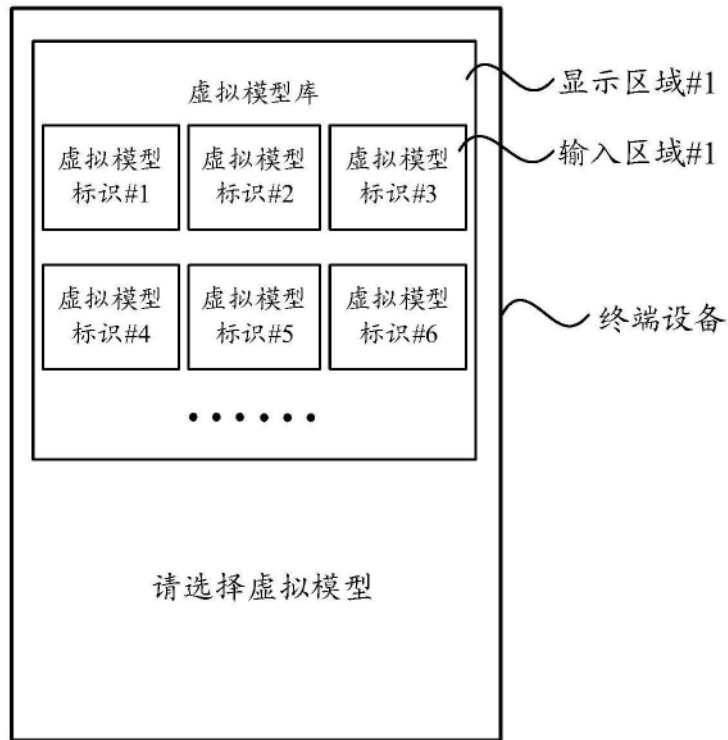 虚拟模型库
显示区域#1
虚拟模型
标识#1
虚拟模型
标识#2
虚拟模型
标识#3
输入区域#1
虚拟模型
标识#4
虚拟模型
标识#5
虚拟模型
标识#6
终端设备
......
请选择虚拟模型